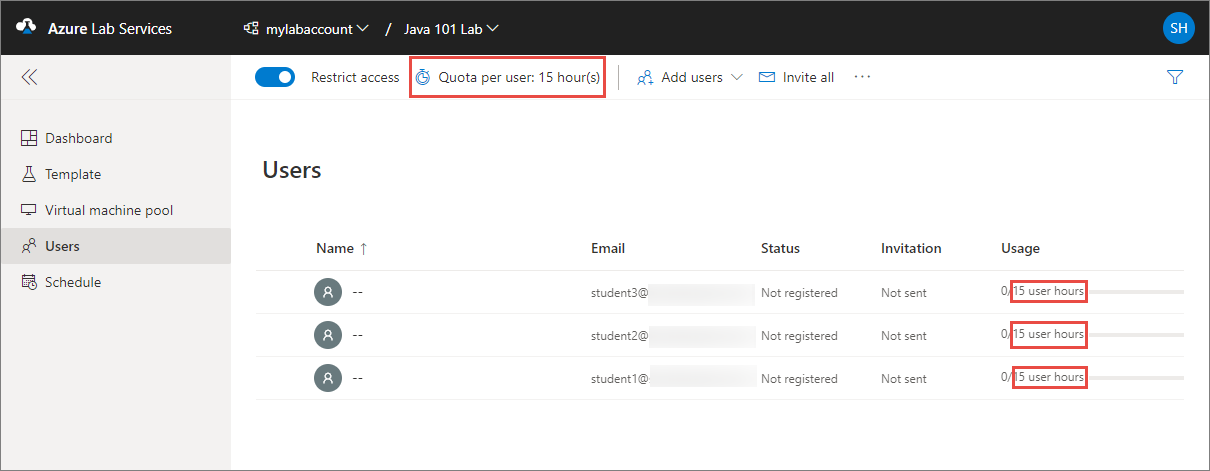 Azure Lab Services mylabaccount / Java 101 Lab SH
Restrict access Quota per user: 15 hour(s) Add users Invite all ...
Dashboard
Template
Virtual machine pool
Users
Schedule
Users
Name ↑ Email Status Invitation Usage
-- student3@ Not registered Not sent 0/15 user hours
-- student2@ Not registered Not sent 0/15 user hours
-- student1@ Not registered Not sent 0/15 user hours